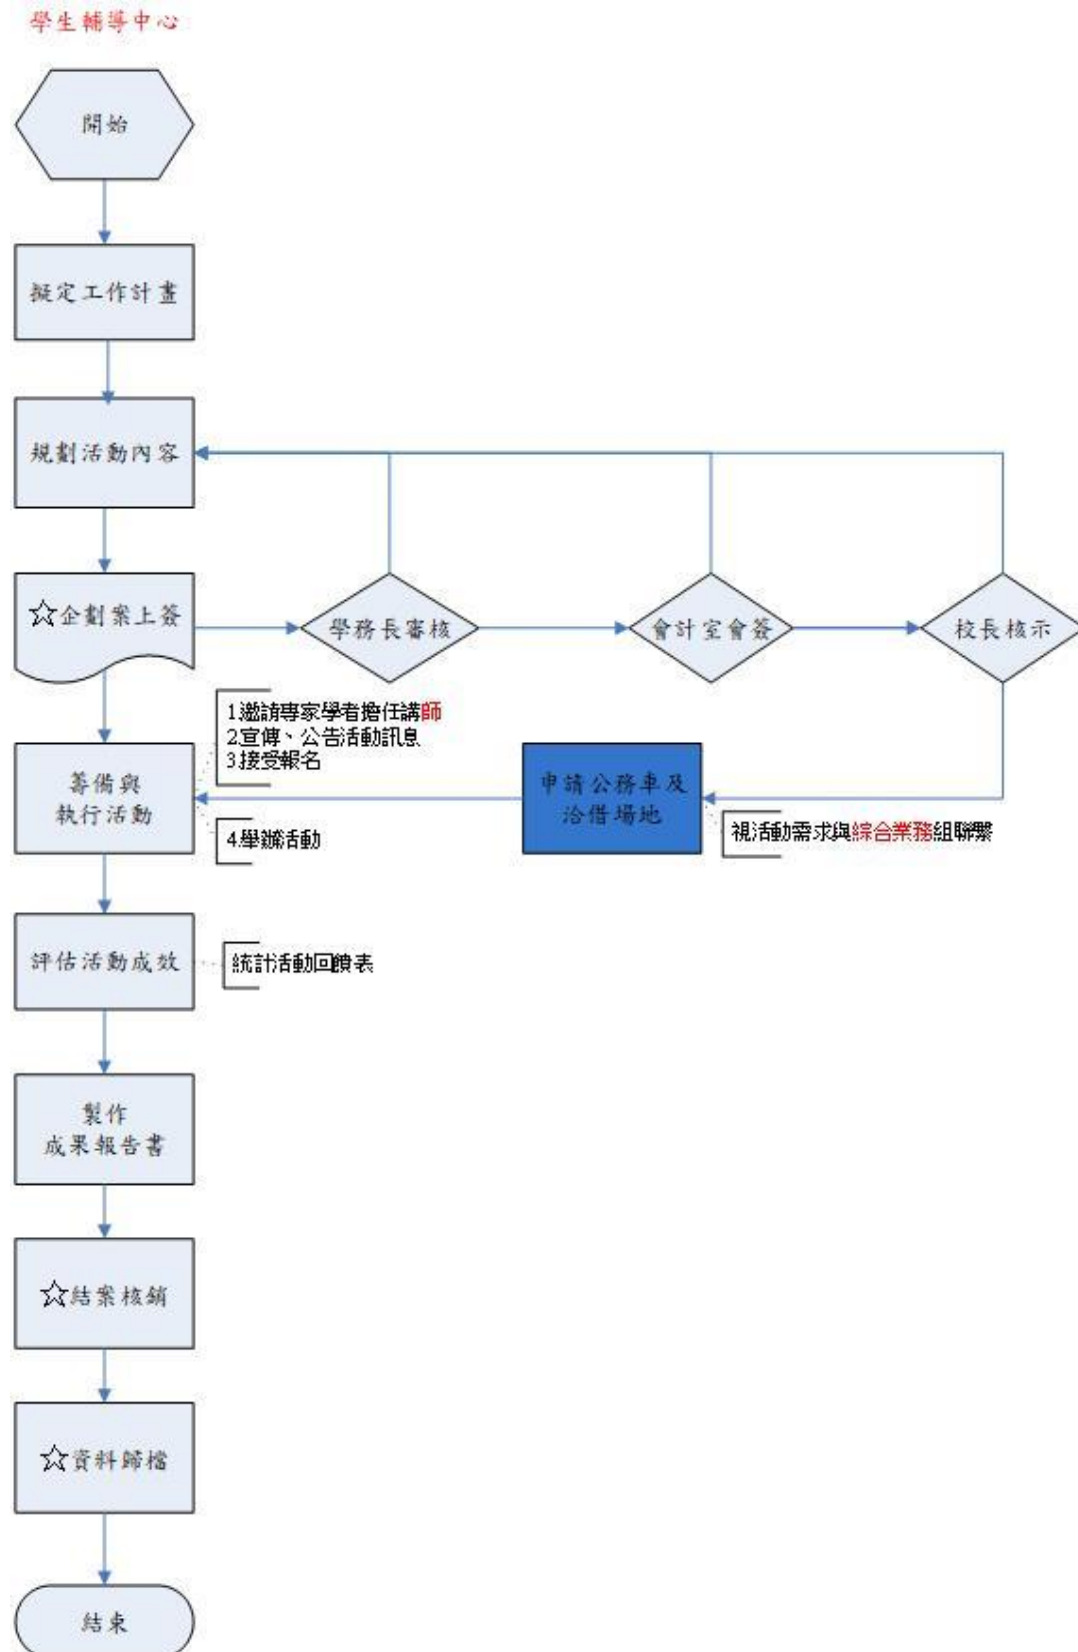 學生輔導中心
開始
擬定工作計畫
規劃活動內容
☆企劃案上簽
學務長審核
會計室會簽
校長核示
1.邀請專家學者擔任講師
2.宣傳、公告活動訊息
3.接受報名
籌備與
執行活動
4.舉辦活動
申請公務車及
洽借場地
視活動需求與綜合業務組聯繫
評估活動成效
統計活動回饋表
製作
成果報告書
☆結案核銷
☆資料歸檔
結束